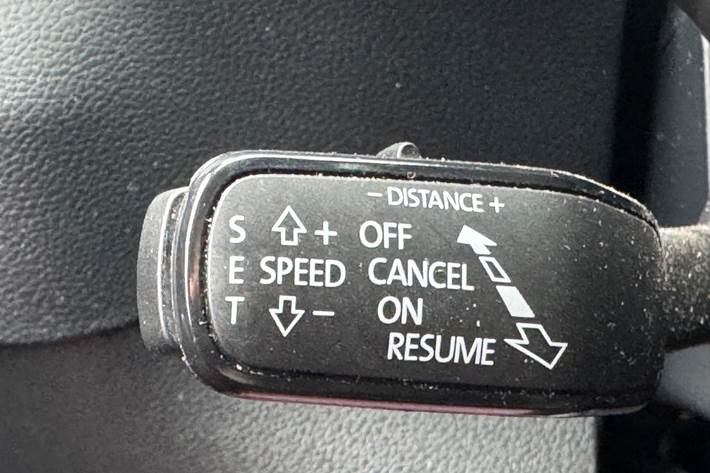 - DISTANCE +
S + OFF
E SPEED CANCEL
T - ON
RESUME